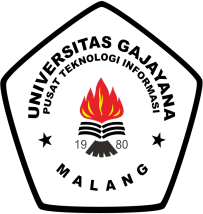 UNIVERSITAS GAJAYANA
PUSAT TEKNOLOGI INFORMASI
19 80
MALANG